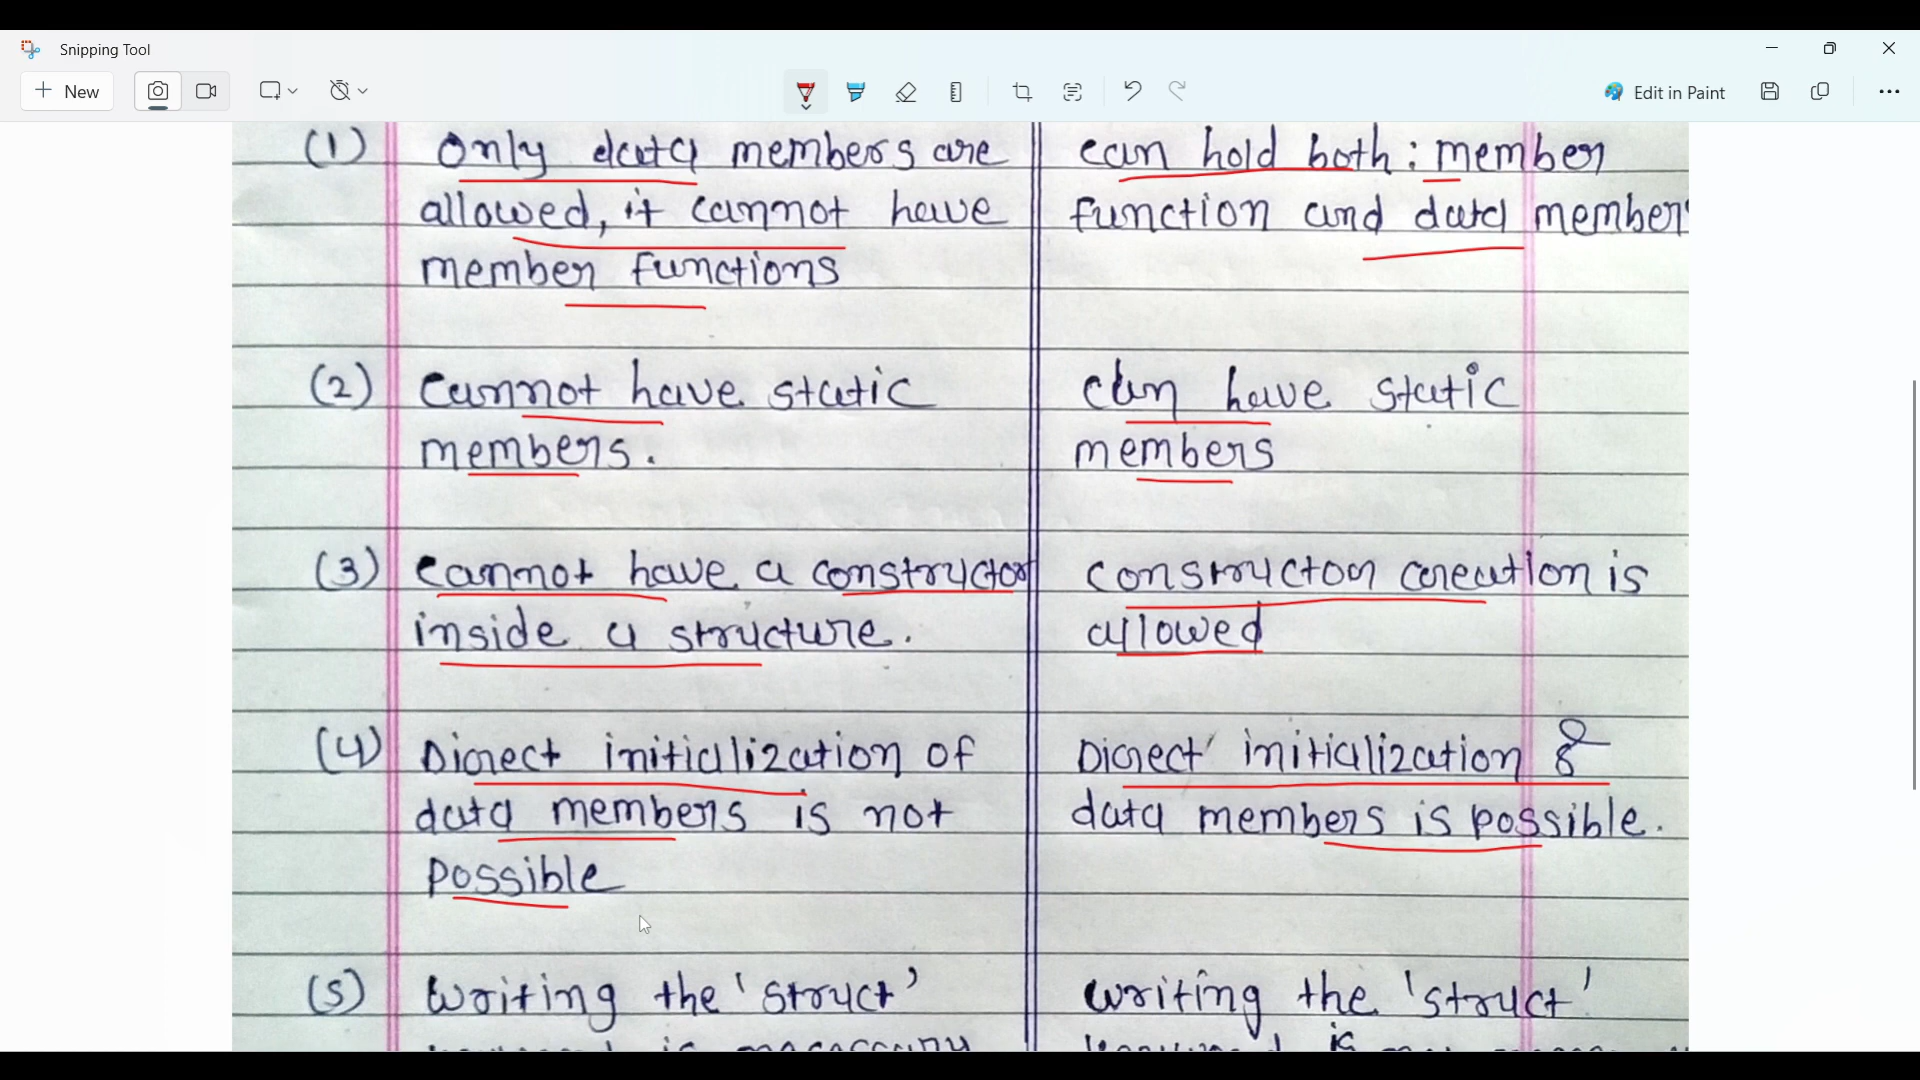 Snipping Tool
New
Edit in Paint
(1) Only data members are
allowed, it cannot have
member functions
can hold both : member
function and data member
(2) Cannot have static
members.
can have static
members
(3) Cannot have a constructor
inside a structure.
Constructor creation is
allowed
(4) Direct initialization of
data members is not
possible
Direct initialization &
data members is possible.
(5) Writing the 'struct'
writing the 'struct'
is
is